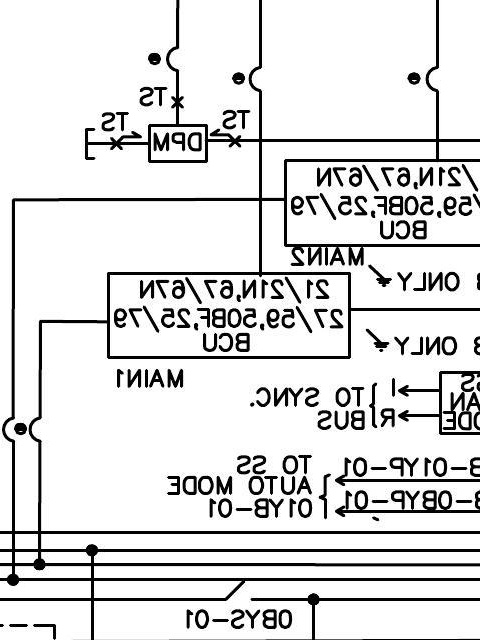 TS
TS
TS
DPM
/21N,67/67N
/59,50BF,25/79
BCU
MAIN2
ONLY
21/21N,67/67N
27/59,50BF,25/79
BCU
ONLY
MAIN1
TO SYNC.
BUS
I
R
TO SS
AUTO MODE
01YB-01
B-01YP-01
B-0BYP-01
0BYS-01